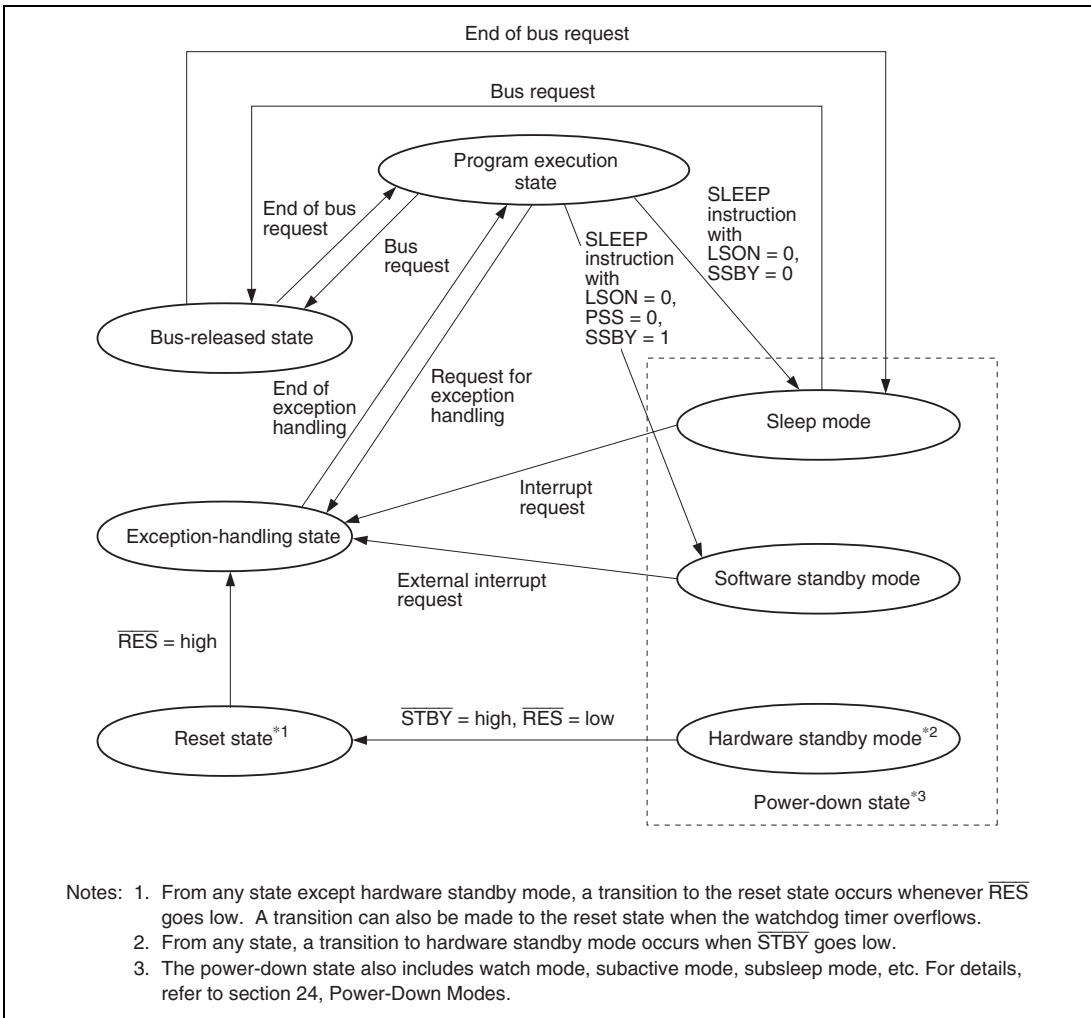 End of bus request
Bus request
Program execution
state
End of bus
request
Bus
request
SLEEP
instruction
with
LSON = 0,
PSS = 0,
SSBY = 1
SLEEP
instruction
with
LSON = 0,
SSBY = 0
Bus-released state
End of
exception
handling
Request for
exception
handling
Sleep mode
Interrupt
request
Exception-handling state
External interrupt
request
Software standby mode
R̅E̅S̅ = high
S̅T̅B̅Y̅ = high, R̅E̅S̅ = low
Reset state*1
Hardware standby mode*2
Power-down state*3
Notes: 1. From any state except hardware standby mode, a transition to the reset state occurs whenever R̅E̅S̅
goes low. A transition can also be made to the reset state when the watchdog timer overflows.
2. From any state, a transition to hardware standby mode occurs when S̅T̅B̅Y̅ goes low.
3. The power-down state also includes watch mode, subactive mode, subsleep mode, etc. For details,
refer to section 24, Power-Down Modes.